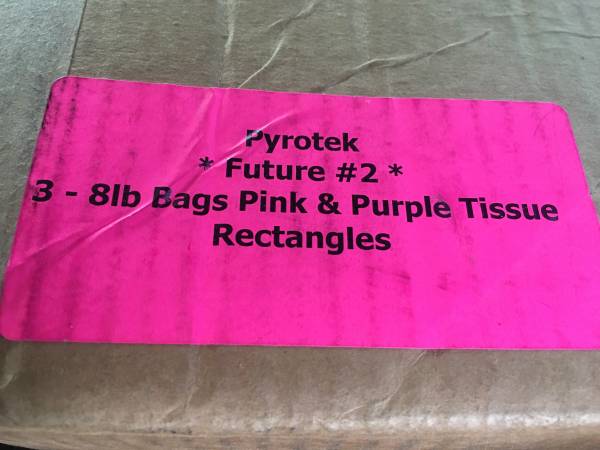 Pyrotek
* Future #2 *
3 - 8lb Bags Pink & Purple Tissue
Rectangles